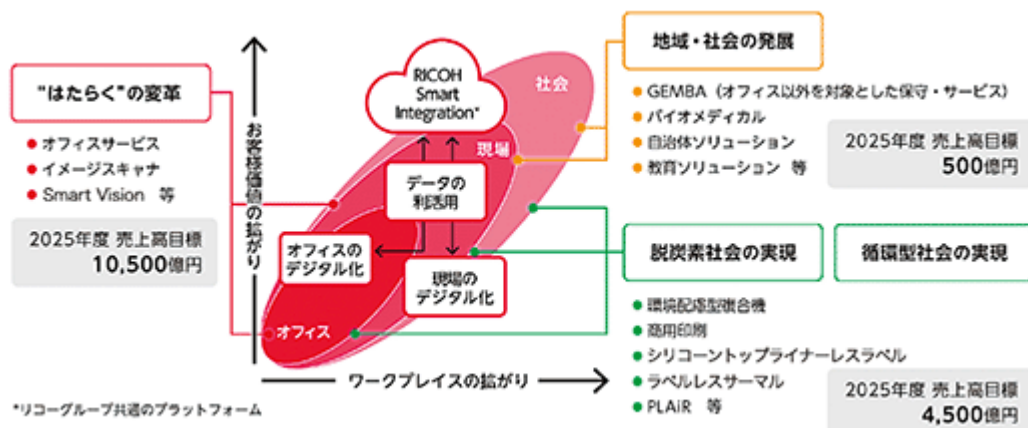 "はたらく"の変革
オフィスサービス
イメージスキャナ
Smart Vision 等
2025年度 売上高目標
10,500億円
お客様価値の拡がり
RICOH
Smart
Integration*
社会
現場
データの
利活用
オフィスの
デジタル化
現場の
デジタル化
オフィス
ワークプレイスの拡がり
*リコーグループ共通のプラットフォーム
地域・社会の発展
GEMBA（オフィス以外を対象とした保守・サービス）
バイオメディカル
自治体ソリューション
教育ソリューション 等
2025年度 売上高目標
500億円
脱炭素社会の実現
循環型社会の実現
環境配慮型複合機
商用印刷
シリコーントップライナーレスラベル
ラベルレスサーマル
PLAiR 等
2025年度 売上高目標
4,500億円